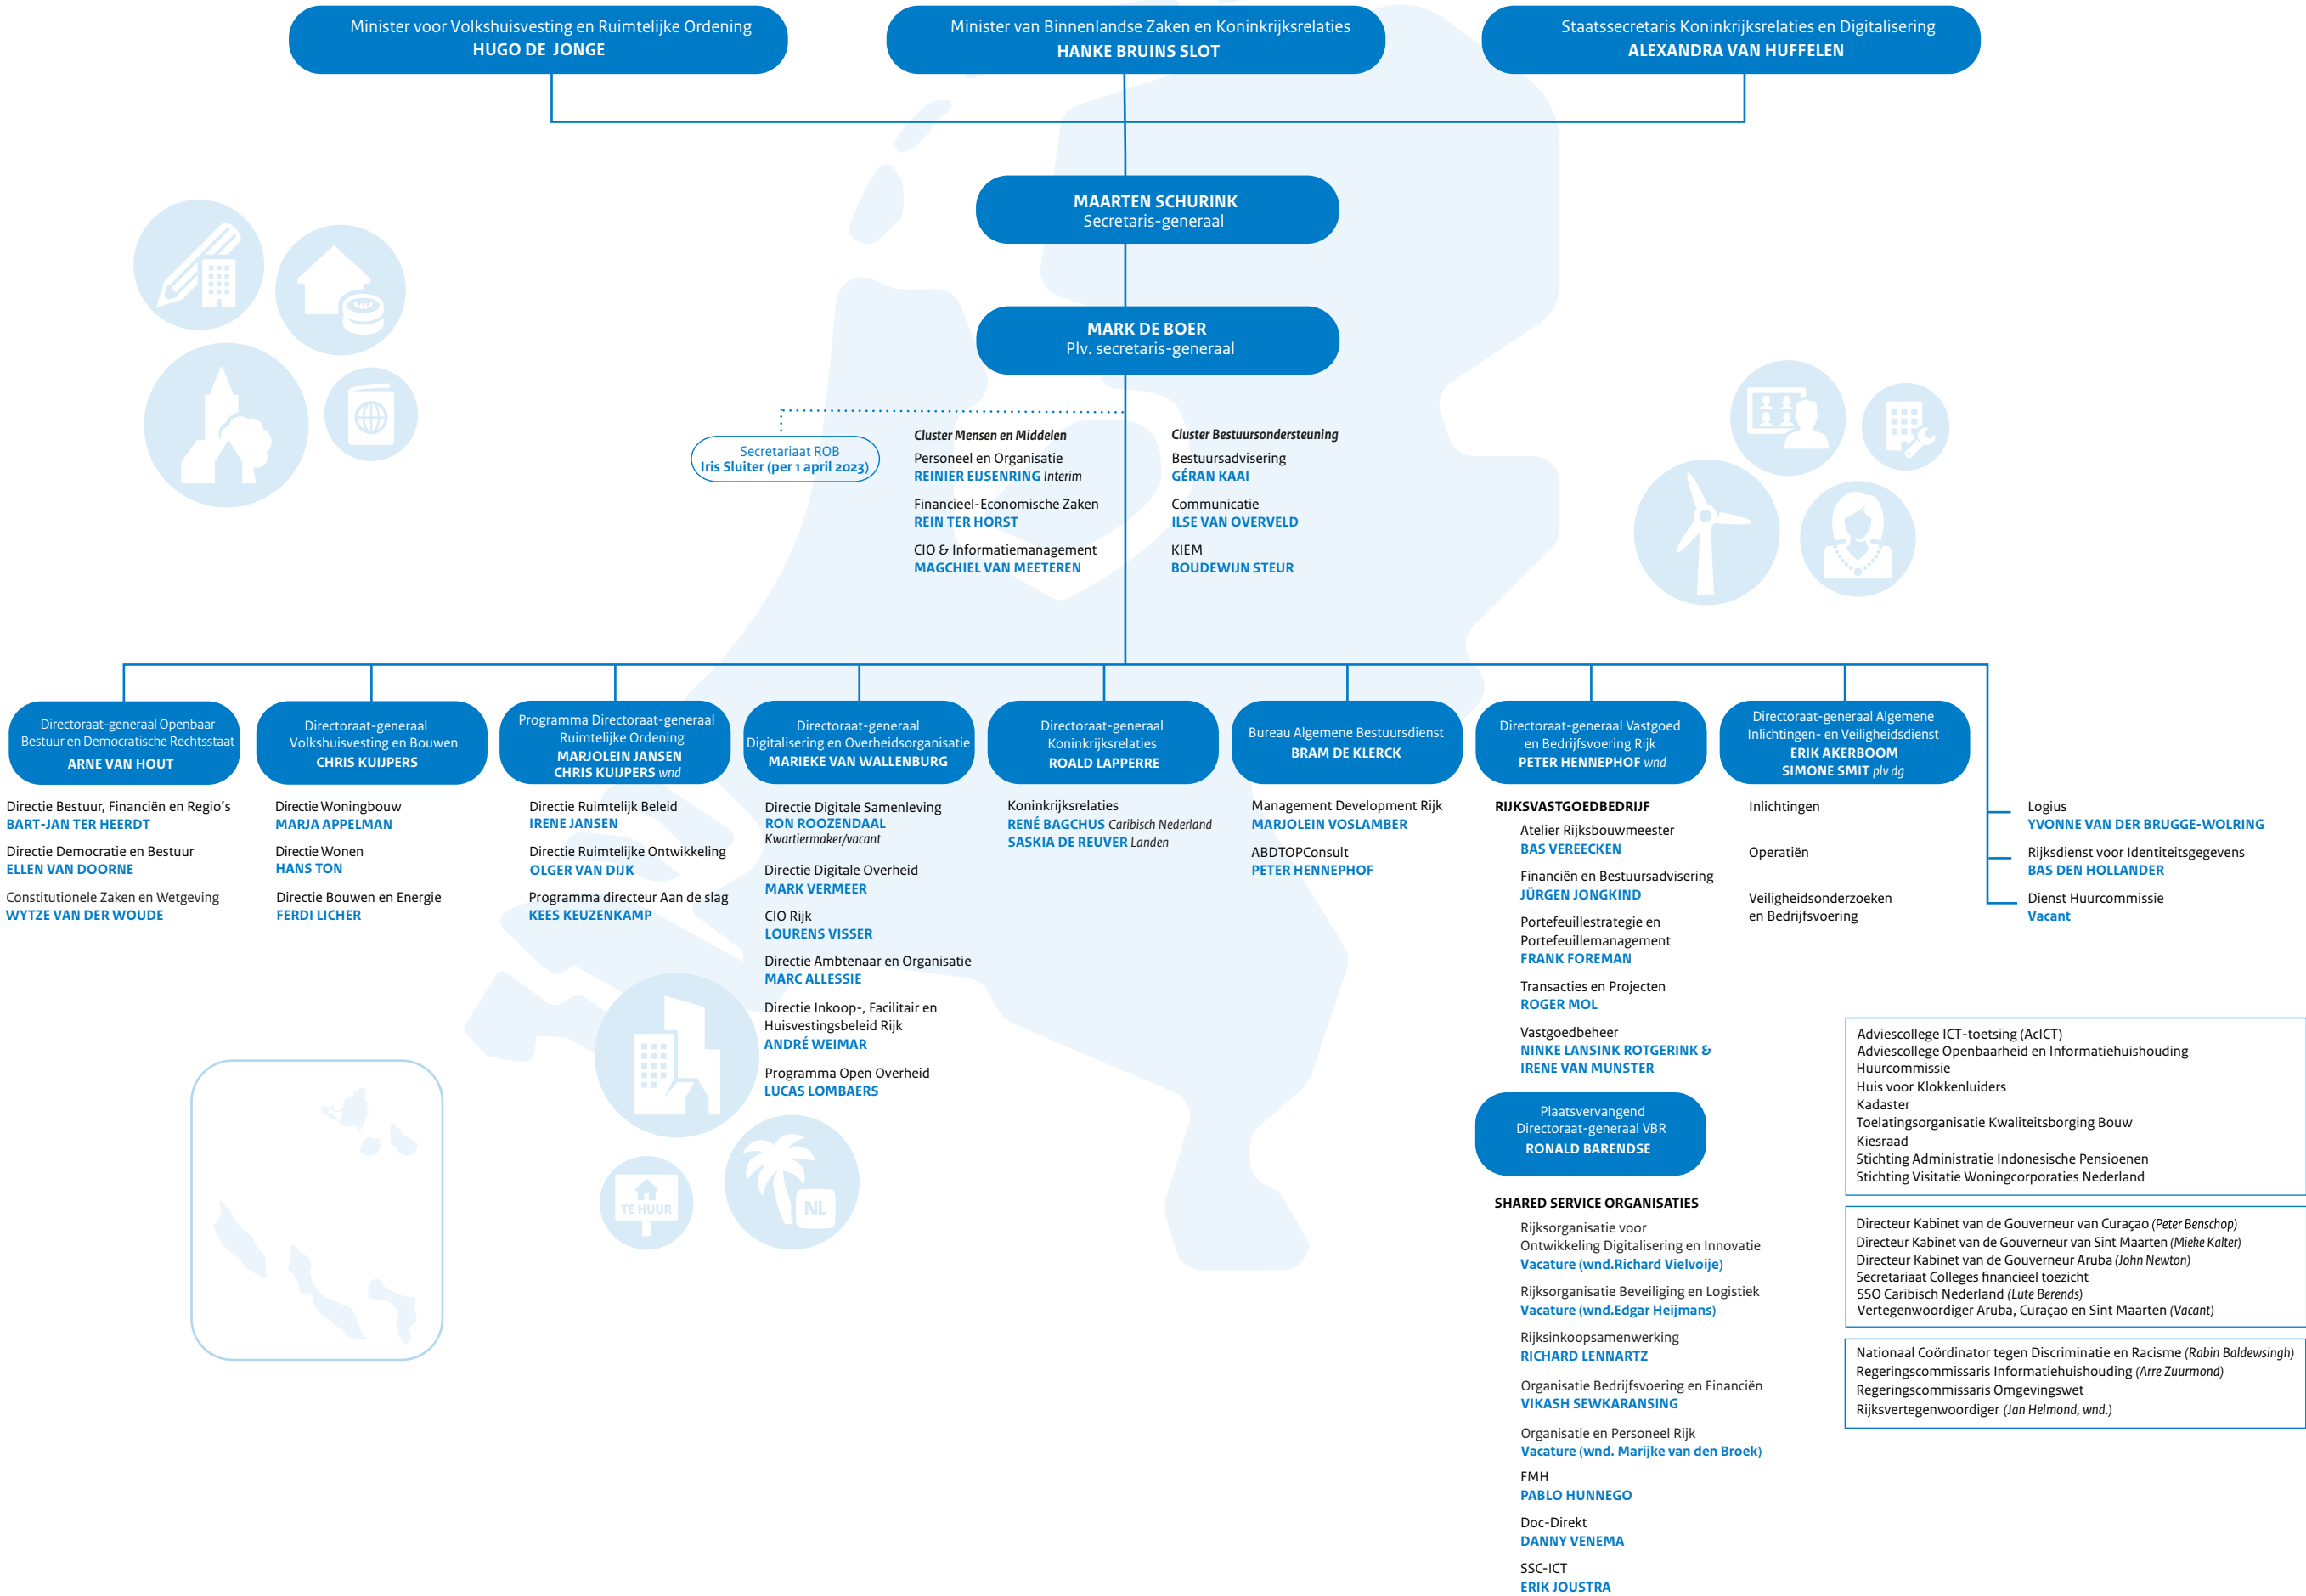 Minister voor Volkshuisvesting en Ruimtelijke Ordening
HUGO DE JONGE
Minister van Binnenlandse Zaken en Koninkrijksrelaties
HANKE BRUINS SLOT
Staatssecretaris Koninkrijksrelaties en Digitalisering
ALEXANDRA VAN HUFFELEN
MAARTEN SCHURINK
Secretaris-generaal
MARK DE BOER
Plv. secretaris-generaal
Secretariaat ROB
Iris Sluiter (per 1 april 2023)
Cluster Mensen en Middelen
Personeel en Organisatie
REINIER EIJSENRING Interim
Financieel-Economische Zaken
REIN TER HORST
CIO & Informatiemanagement
MAGCHIEL VAN MEETEREN
Cluster Bestuursondersteuning
Bestuursadvisering
GÉRAN KAAI
Communicatie
ILSE VAN OVERVELD
KIEM
BOUDEWIJN STEUR
Directoraat-generaal Openbaar
Bestuur en Democratische Rechtsstaat
ARNE VAN HOUT
Directie Bestuur, Financiën en Regio's
BART-JAN TER HEERDT
Directie Democratie en Bestuur
ELLEN VAN DOORNE
Constitutionele Zaken en Wetgeving
WYTZE VAN DER WOUDE
Directoraat-generaal
Volkshuisvesting en Bouwen
CHRIS KUIJPERS
Directie Woningbouw
MARJA APPELMAN
Directie Wonen
HANS TON
Directie Bouwen en Energie
FERDI LICHER
Programma Directoraat-generaal
Ruimtelijke Ordening
MARJOLEIN JANSEN
CHRIS KUIJPERS wnd
Directie Ruimtelijk Beleid
IRENE JANSEN
Directie Ruimtelijke Ontwikkeling
OLGER VAN DIJK
Programma directeur Aan de slag
KEES KEUZENKAMP
Directoraat-generaal
Digitalisering en Overheidsorganisatie
MARIEKE VAN WALLENBURG
Directie Digitale Samenleving
RON ROOZENDAAL
Kwartiermaker/vacant
Directie Digitale Overheid
MARK VERMEER
CIO Rijk
LOURENS VISSER
Directie Ambtenaar en Organisatie
MARC ALLESSIE
Directie Inkoop-, Facilitair en
Huisvestingsbeleid Rijk
ANDRÉ WEIMAR
Programma Open Overheid
LUCAS LOMBAERS
Directoraat-generaal
Koninkrijksrelaties
ROALD LAPPERRE
Koninkrijksrelaties
RENÉ BAGCHUS Caribisch Nederland
SASKIA DE REUVER Landen
Bureau Algemene Bestuursdienst
BRAM DE KLERCK
Management Development Rijk
MARJOLEIN VOSLAMBER
ABDTOPConsult
PETER HENNEPHOF
Directoraat-generaal Vastgoed
en Bedrijfsvoering Rijk
PETER HENNEPHOF wnd
RIJKSVASTGOEDBEDRIJF
Atelier Rijksbouwmeester
BAS VEREECKEN
Financiën en Bestuursadvisering
JÜRGEN JONGKIND
Portefeuillestrategie en
Portefeuillemanagement
FRANK FOREMAN
Transacties en Projecten
ROGER MOL
Vastgoedbeheer
NINKE LANSINK ROTGERINK &
IRENE VAN MUNSTER
Plaatsvervangend
Directoraat-generaal VBR
RONALD BARENDSE
SHARED SERVICE ORGANISATIES
Rijksorganisatie voor
Ontwikkeling Digitalisering en Innovatie
Vacature (wnd.Richard Vielvoije)
Rijksorganisatie Beveiliging en Logistiek
Vacature (wnd.Edgar Heijmans)
Rijksinkoopsamenwerking
RICHARD LENNARTZ
Organisatie Bedrijfsvoering en Financiën
VIKASH SEWKARANSING
Organisatie en Personeel Rijk
Vacature (wnd. Marijke van den Broek)
FMH
PABLO HUNNEGO
Doc-Direkt
DANNY VENEMA
SSC-ICT
ERIK JOUSTRA
Directoraat-generaal Algemene
Inlichtingen- en Veiligheidsdienst
ERIK AKERBOOM
SIMONE SMIT plv dg
Inlichtingen
Operatiën
Veiligheidsonderzoeken
en Bedrijfsvoering
Logius
YVONNE VAN DER BRUGGE-WOLRING
Rijksdienst voor Identiteitsgegevens
BAS DEN HOLLANDER
Dienst Huurcommissie
Vacant
Adviescollege ICT-toetsing (AcICT)
Adviescollege Openbaarheid en Informatiehuishouding
Huurcommissie
Huis voor Klokkenluiders
Kadaster
Toelatingsorganisatie Kwaliteitsborging Bouw
Kiesraad
Stichting Administratie Indonesische Pensioenen
Stichting Visitatie Woningcorporaties Nederland
Directeur Kabinet van de Gouverneur van Curaçao (Peter Benschop)
Directeur Kabinet van de Gouverneur van Sint Maarten (Mieke Kalter)
Directeur Kabinet van de Gouverneur Aruba (John Newton)
Secretariaat Colleges financieel toezicht
SSO Caribisch Nederland (Lute Berends)
Vertegenwoordiger Aruba, Curaçao en Sint Maarten (Vacant)
Nationaal Coördinator tegen Discriminatie en Racisme (Rabin Baldewsingh)
Regeringscommissaris Informatiehuishouding (Arre Zuurmond)
Regeringscommissaris Omgevingswet
Rijksvertegenwoordiger (Jan Helmond, wnd.)
TE HUUR
NL